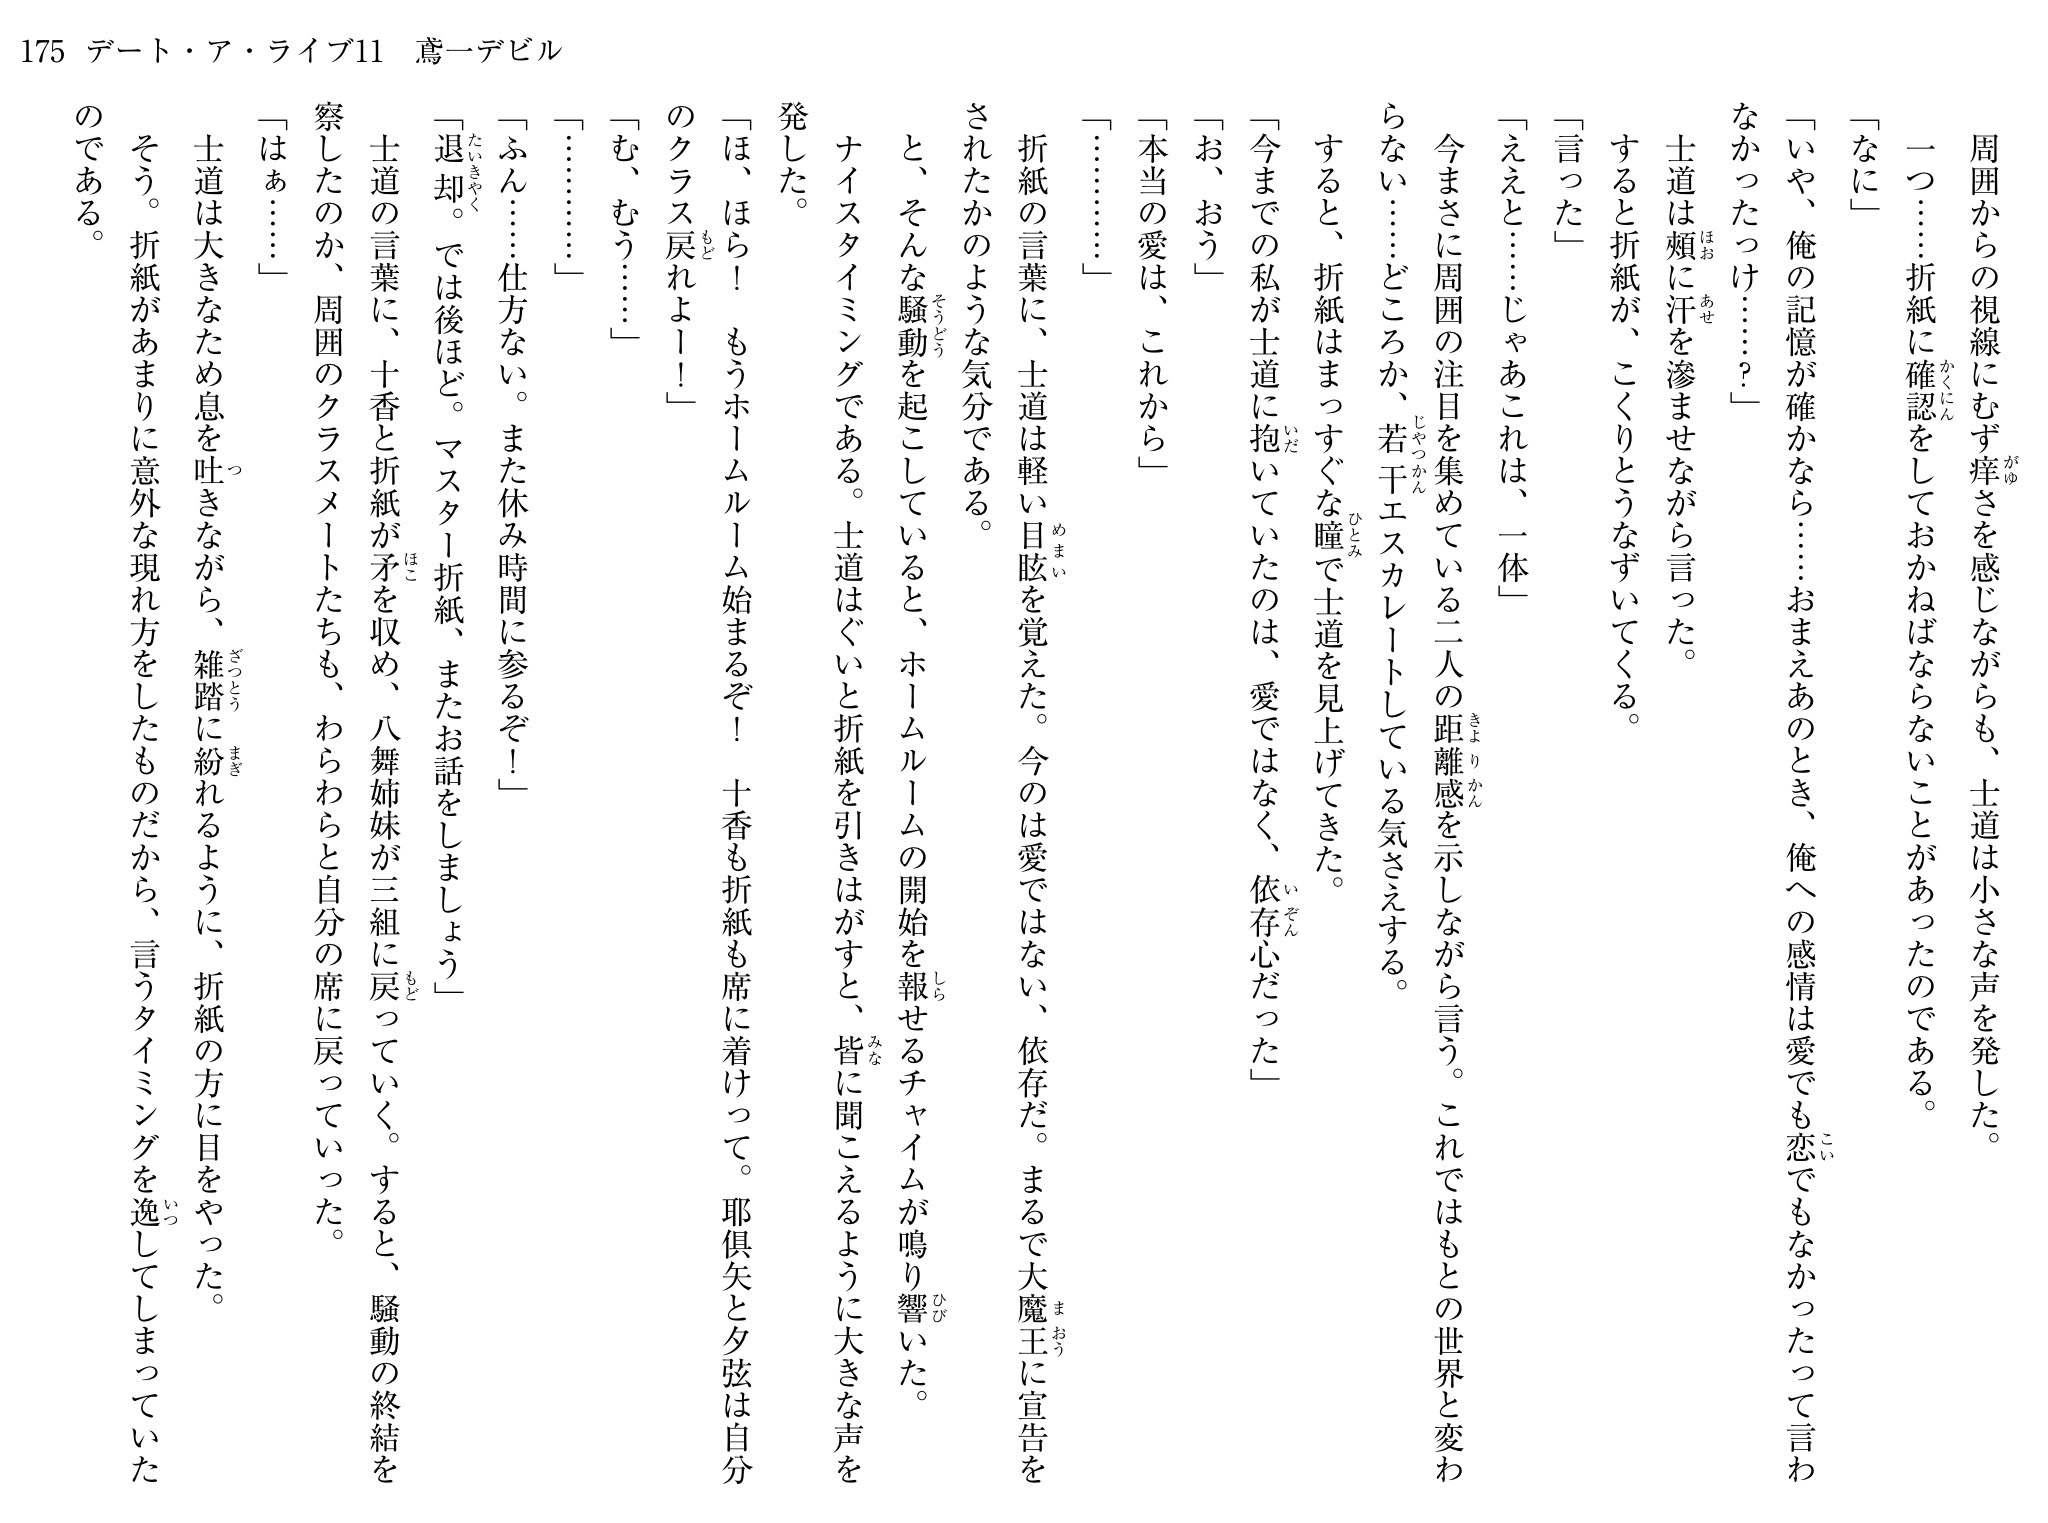 175 デート・ア・ライブ11 鳶一デビル
周囲からの視線にむず痒さを感じながらも、士道は小さな声を発した。
一つ……折紙に確認をしておかねばならないことがあったのである。
「なに」
「いや、俺の記憶が確かなら……おまえあのとき、俺への感情は愛でも恋でもなかったって言わ
なかったっけ……？」
士道は頰に汗を滲ませながら言った。
すると折紙が、こくりとうなずいてくる。
「言った」
「ええと……じゃあこれは、一体」
今まさに周囲の注目を集めている二人の距離感を示しながら言う。これではもとの世界と変わ
らない……どころか、若干エスカレートしている気さえする。
すると、折紙はまっすぐな瞳で士道を見上げてきた。
「今までの私が士道に抱いていたのは、愛ではなく、依存心だった」
「お、おう」
「本当の愛は、これから」
「…………」
折紙の言葉に、士道は軽い目眩を覚えた。今のは愛ではない、依存だ。まるで大魔王に宣告を
されたかのような気分である。
と、そんな騒動を起こしていると、ホームルームの開始を報せるチャイムが鳴り響いた。
ナイスタイミングである。士道はぐいと折紙を引きはがすと、皆に聞こえるように大きな声を
発した。
「ほ、ほら！　もうホームルーム始まるぞ！　十香も折紙も席に着けって。耶俱矢と夕弦は自分
のクラス戻れよー！」
「む、むう……」
「…………」
「ふん……仕方ない。また休み時間に参るぞ！」
「退却。では後ほど。マスター折紙、またお話をしましょう」
士道の言葉に、十香と折紙が矛を収め、八舞姉妹が三組に戻っていく。すると、騒動の終結を
察したのか、周囲のクラスメートたちも、わらわらと自分の席に戻っていった。
「はぁ……」
士道は大きなため息を吐きながら、雑踏に紛れるように、折紙の方に目をやった。
そう。折紙があまりに意外な現れ方をしたものだから、言うタイミングを逸してしまっていた
のである。